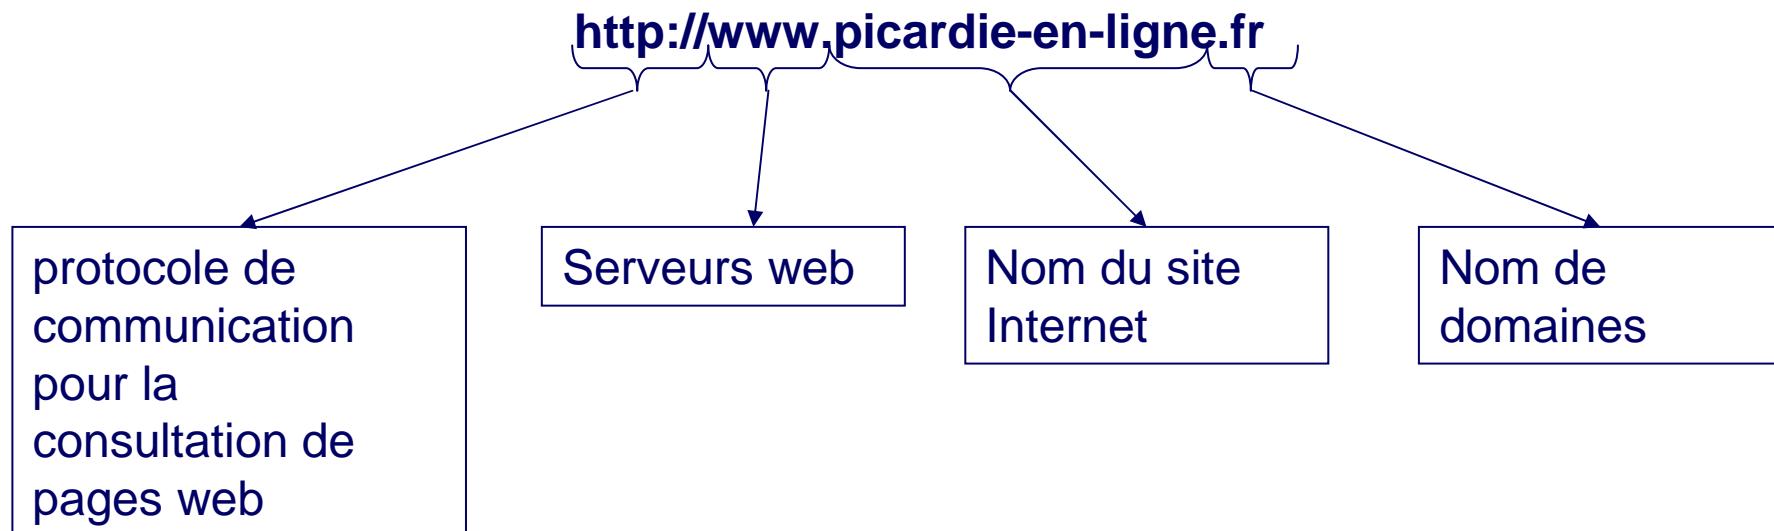 http://www.picardie-en-ligne.fr
protocole de
communication
pour la
consultation de
pages web
Serveurs web
Nom du site
Internet
Nom de
domaines